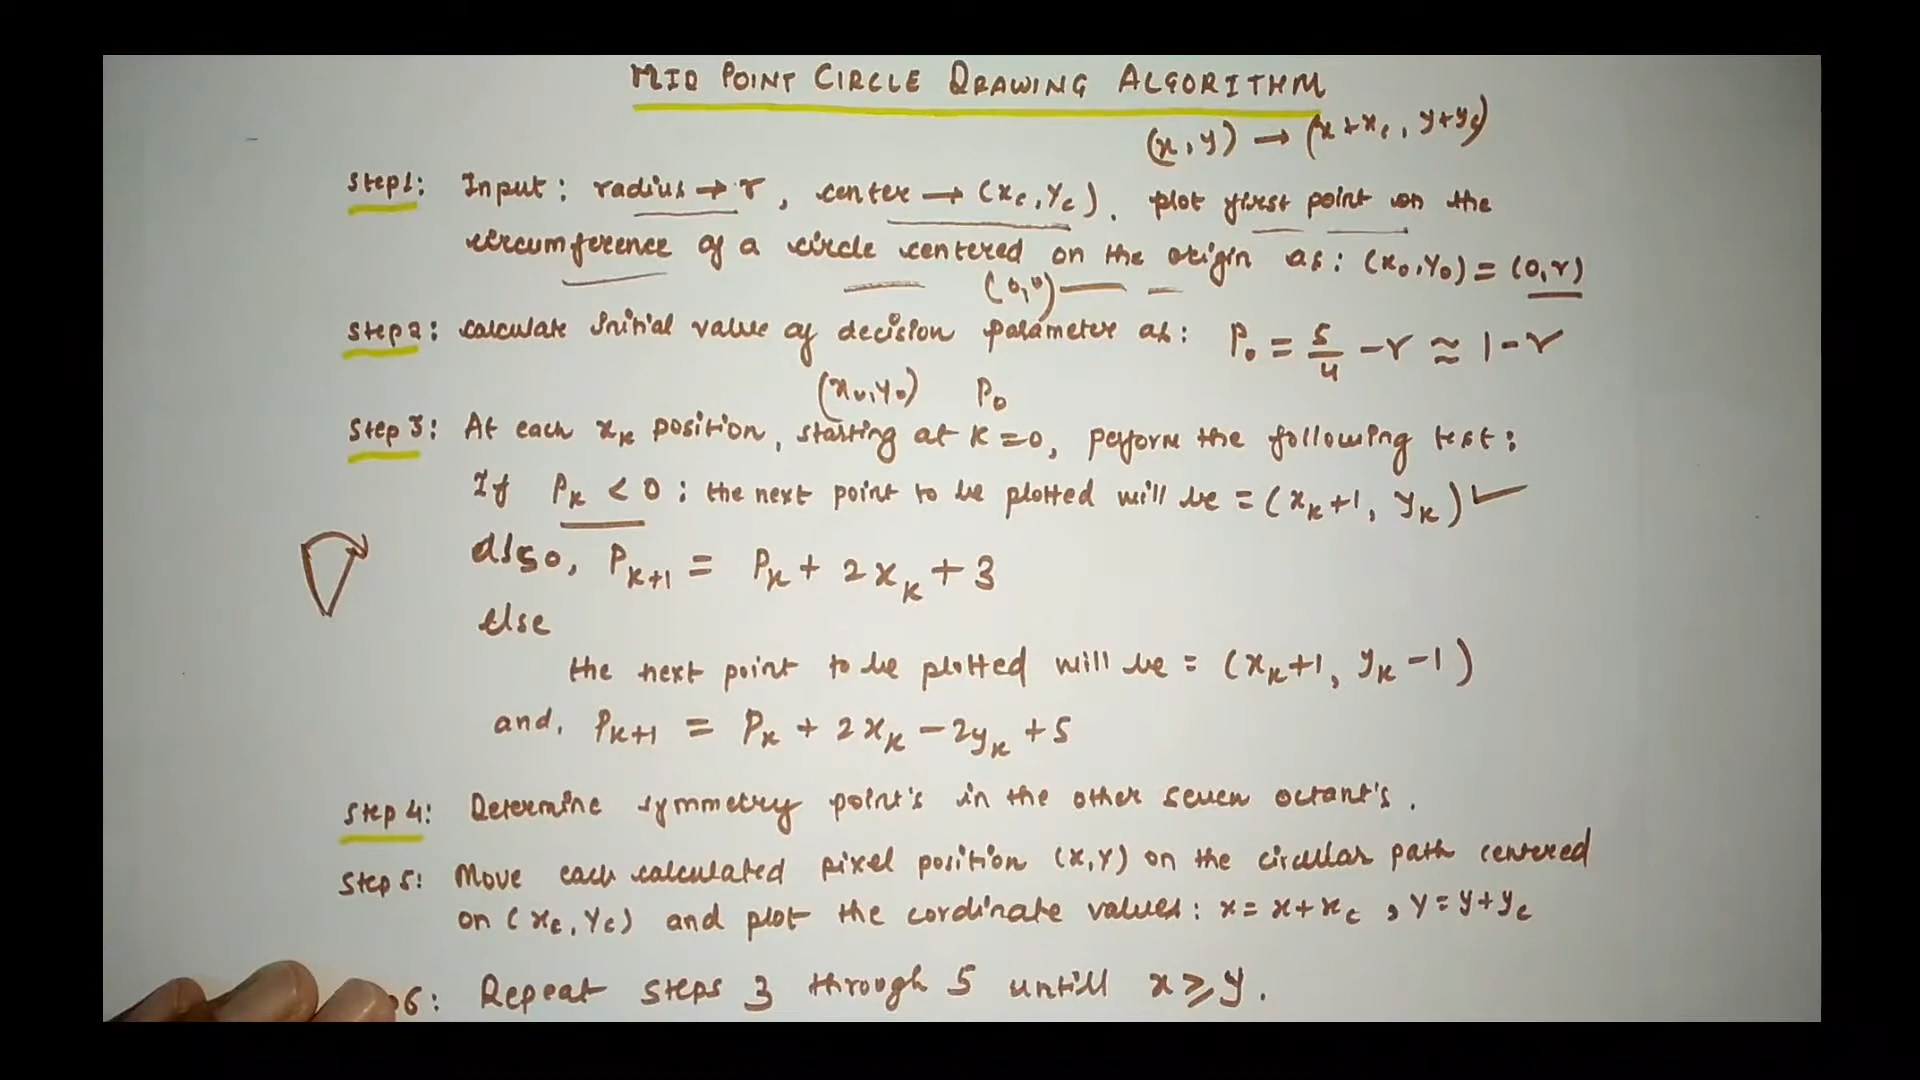 MID POINT CIRCLE DRAWING ALGORITHM
(x, y) → (x+xc, y+yc)
Step1: Input: radius → r, center → (xc, yc). plot first point on the
circumference of a circle centered on the origin as: (x0, y0) = (0, r)
(0,0)
Step2: calculate initial value of decision parameter as: P0 = 5/4 - r ≈ 1 - r
(x0, y0) P0
Step 3: At each xk position, starting at k=0, perform the following test:
If Pk < 0: the next point to be plotted will be = (xk+1, yk)
also, Pk+1 = Pk + 2xk + 3
else
the next point to be plotted will be = (xk+1, yk-1)
and, Pk+1 = Pk + 2xk - 2yk + 5
Step 4: Determine symmetry point's in the other seven octant's.
Step 5: Move each calculated pixel position (x, y) on the circular path centered
on (xc, yc) and plot the cordinate values: x = x+xc, y = y+yc
6: Repeat steps 3 through 5 untill x ≥ y.